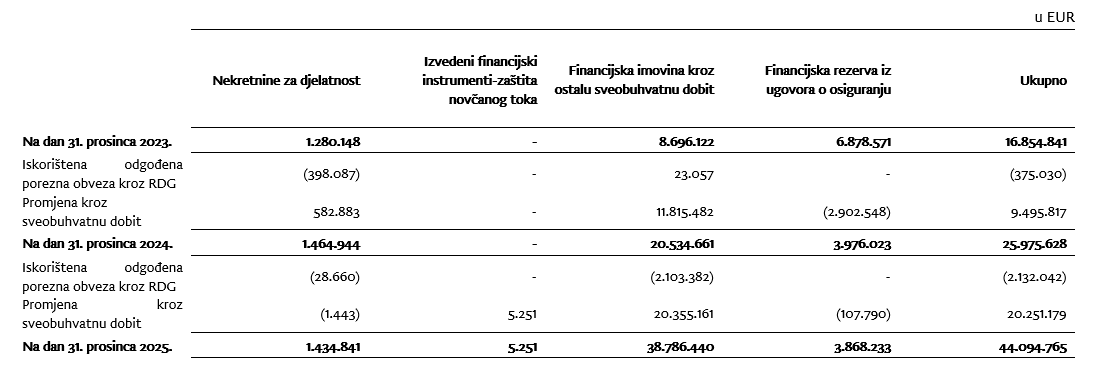 u EUR
Nekretnine za djelatnost
Izvedeni financijski
instrumenti-zaštita
novčanog toka
Financijska imovina kroz
ostalu sveobuhvatnu dobit
Financijska rezerva iz
ugovora o osiguranju
Ukupno
Na dan 31. prosinca 2023. 1.280.148 - 8.696.122 6.878.571 16.854.841
Iskorištena odgođena
porezna obveza kroz RDG (398.087) - 23.057 - (375.030)
Promjena kroz
sveobuhvatnu dobit 582.883 - 11.815.482 (2.902.548) 9.495.817
Na dan 31. prosinca 2024. 1.464.944 - 20.534.661 3.976.023 25.975.628
Iskorištena odgođena
porezna obveza kroz RDG (28.660) - (2.103.382) - (2.132.042)
Promjena kroz
sveobuhvatnu dobit (1.443) 5.251 20.355.161 (107.790) 20.251.179
Na dan 31. prosinca 2025. 1.434.841 5.251 38.786.440 3.868.233 44.094.765